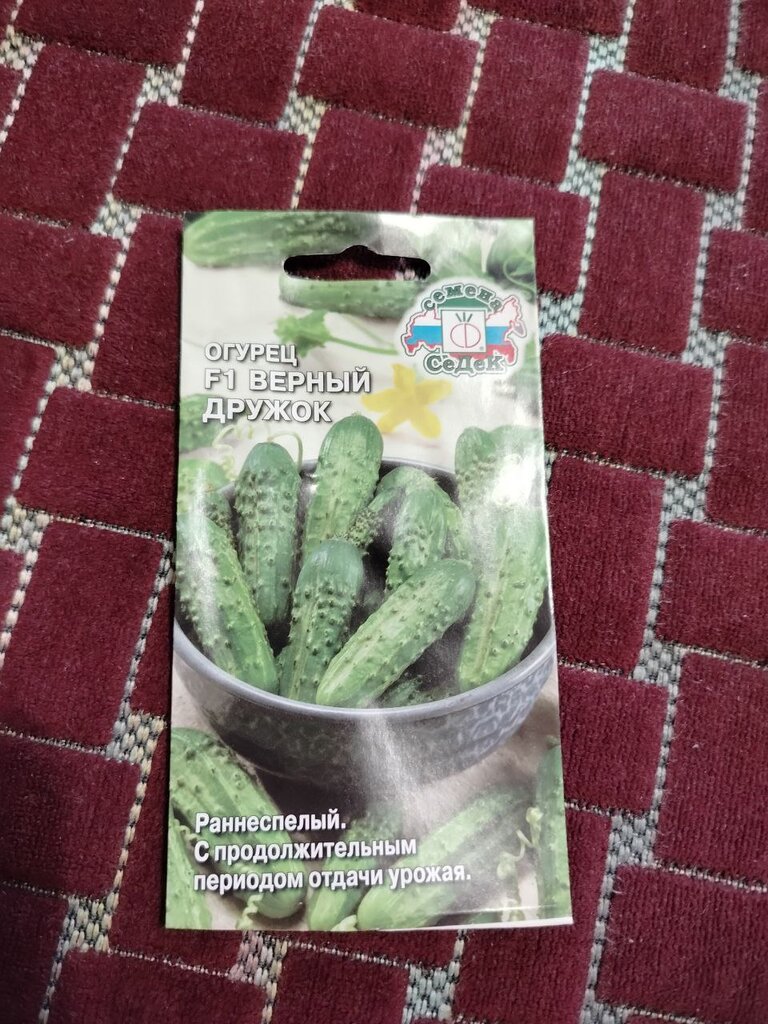 семена
СеДеК
ОГУРЕЦ
F1 ВЕРНЫЙ
ДРУЖОК
Раннеспелый.
С продолжительным
периодом отдачи урожая.